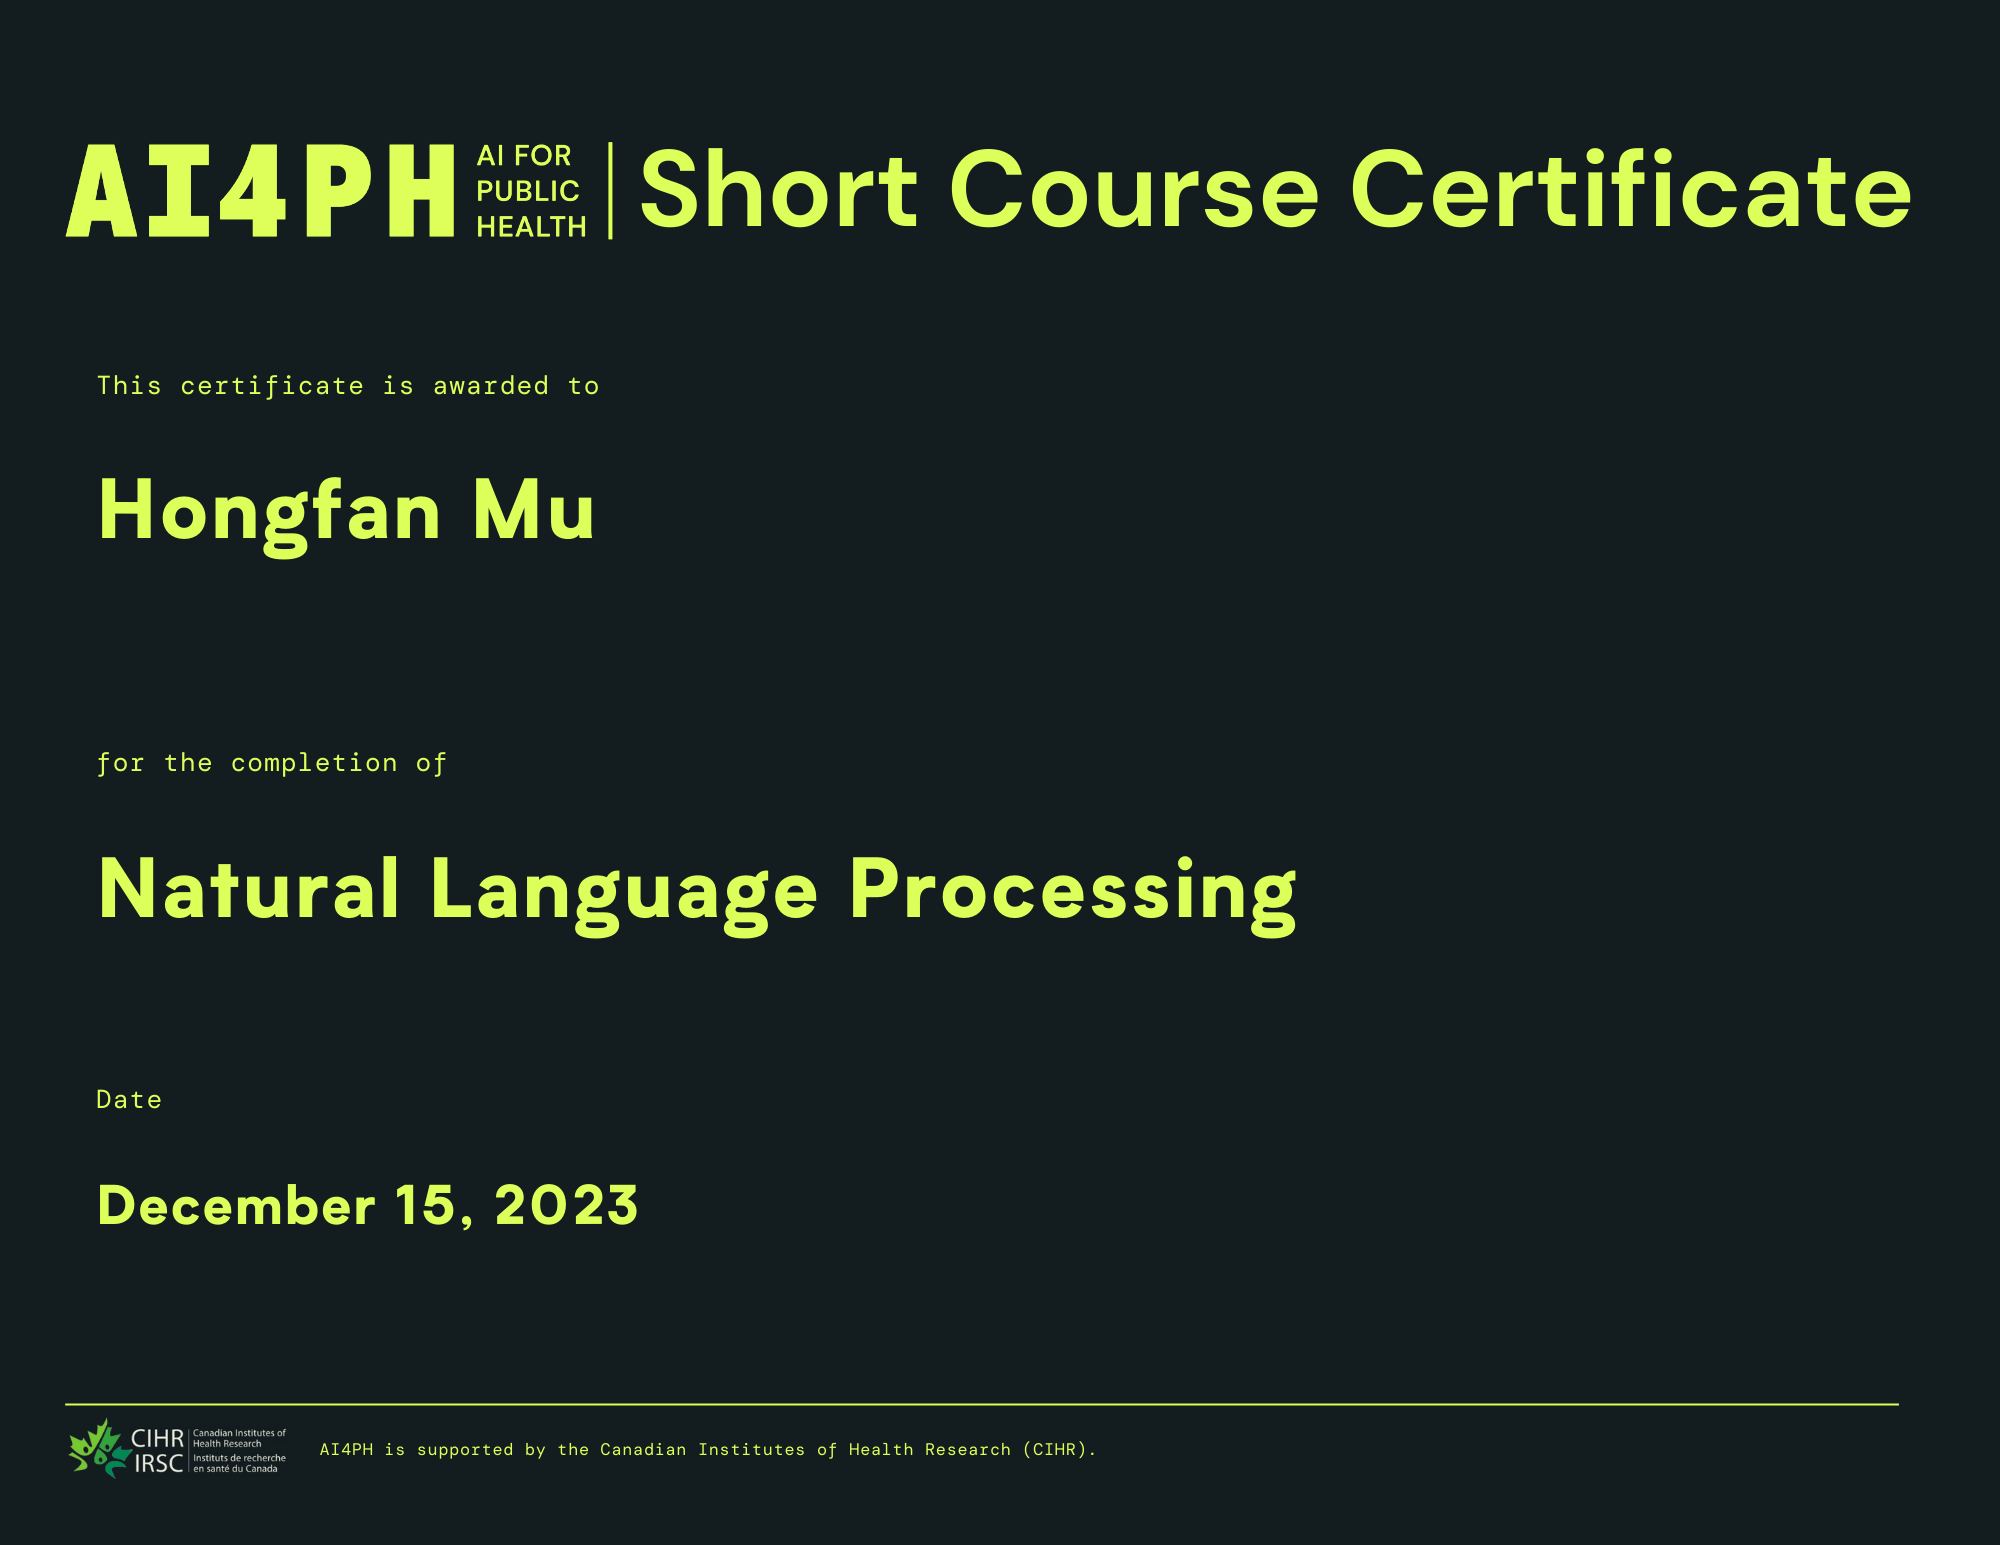 AI4PH
AI FOR
PUBLIC
HEALTH
Short Course Certificate
This certificate is awarded to
Hongfan Mu
for the completion of
Natural Language Processing
Date
December 15, 2023
CIHR
IRSC
Canadian Institutes of
Health Research
Instituts de recherche
en santé du Canada
AI4PH is supported by the Canadian Institutes of Health Research (CIHR).